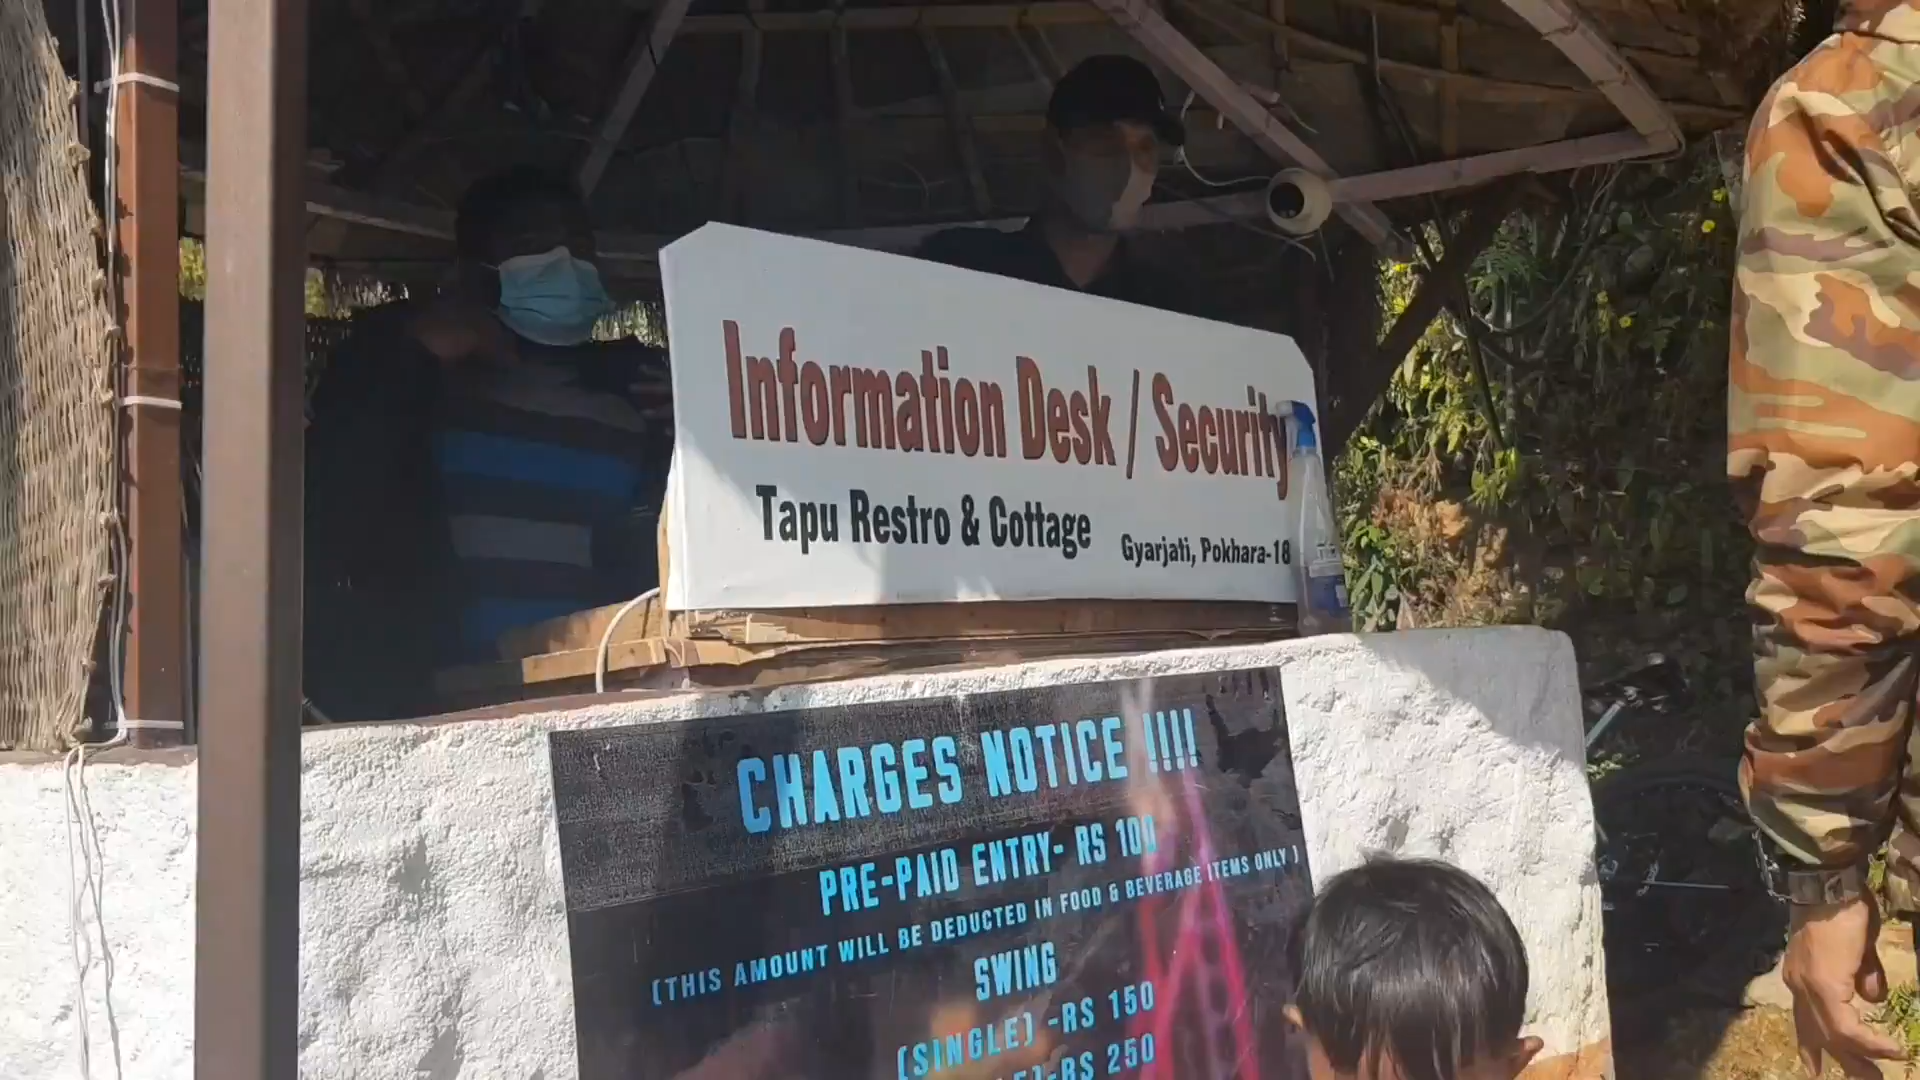 Information Desk / Security
Tapu Restro & Cottage
Gyarjati, Pokhara-18
CHARGES NOTICE !!!!
PRE-PAID ENTRY- RS 100
(THIS AMOUNT WILL BE DEDUCTED IN FOOD & BEVERAGE ITEMS ONLY )
SWING
(SINGLE) -RS 150
-RS 250